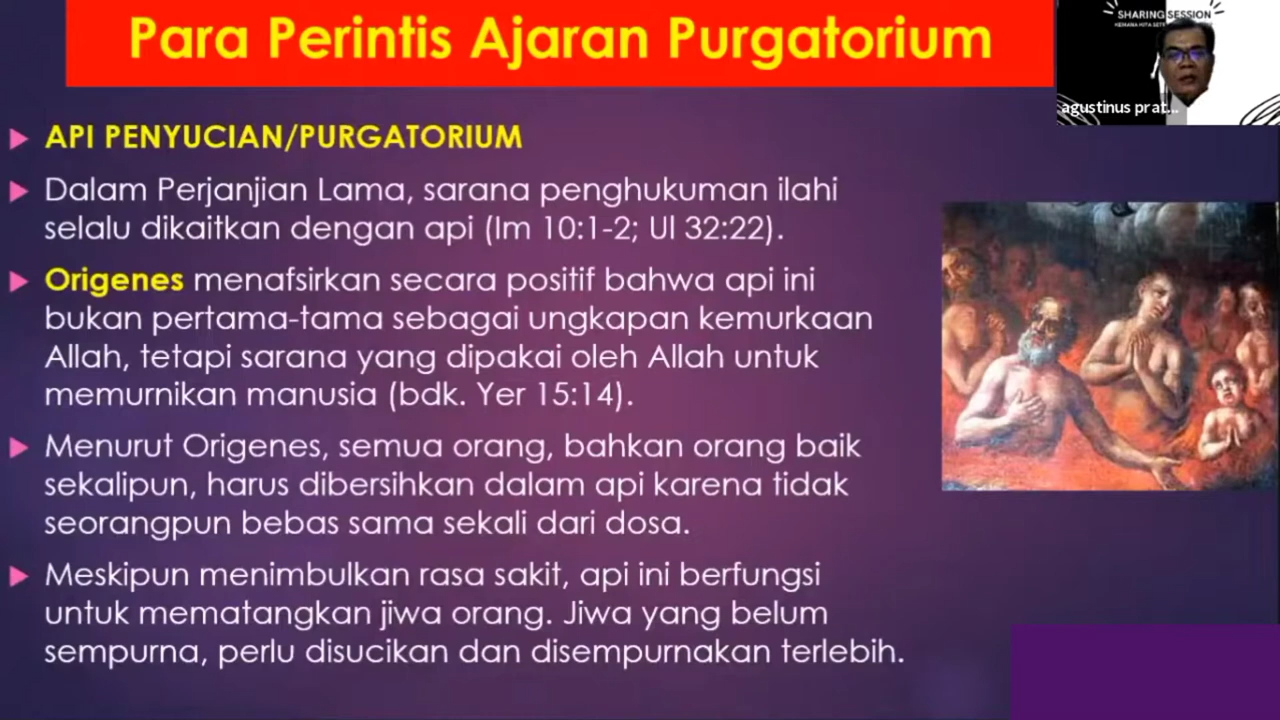 Para Perintis Ajaran Purgatorium
SHARING SESSION
agustinus prat...
API PENYUCIAN/PURGATORIUM
Dalam Perjanjian Lama, sarana penghukuman ilahi
selalu dikaitkan dengan api (Im 10:1-2; Ul 32:22).
Origenes menafsirkan secara positif bahwa api ini
bukan pertama-tama sebagai ungkapan kemurkaan
Allah, tetapi sarana yang dipakai oleh Allah untuk
memurnikan manusia (bdk. Yer 15:14).
Menurut Origenes, semua orang, bahkan orang baik
sekalipun, harus dibersihkan dalam api karena tidak
seorangpun bebas sama sekali dari dosa.
Meskipun menimbulkan rasa sakit, api ini berfungsi
untuk mematangkan jiwa orang. Jiwa yang belum
sempurna, perlu disucikan dan disempurnakan terlebih.